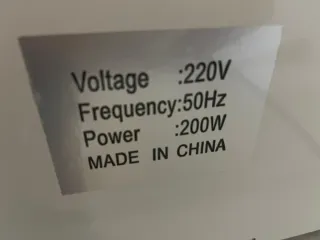 Voltage :220V
Frequency:50Hz
Power :200W
MADE IN CHINA